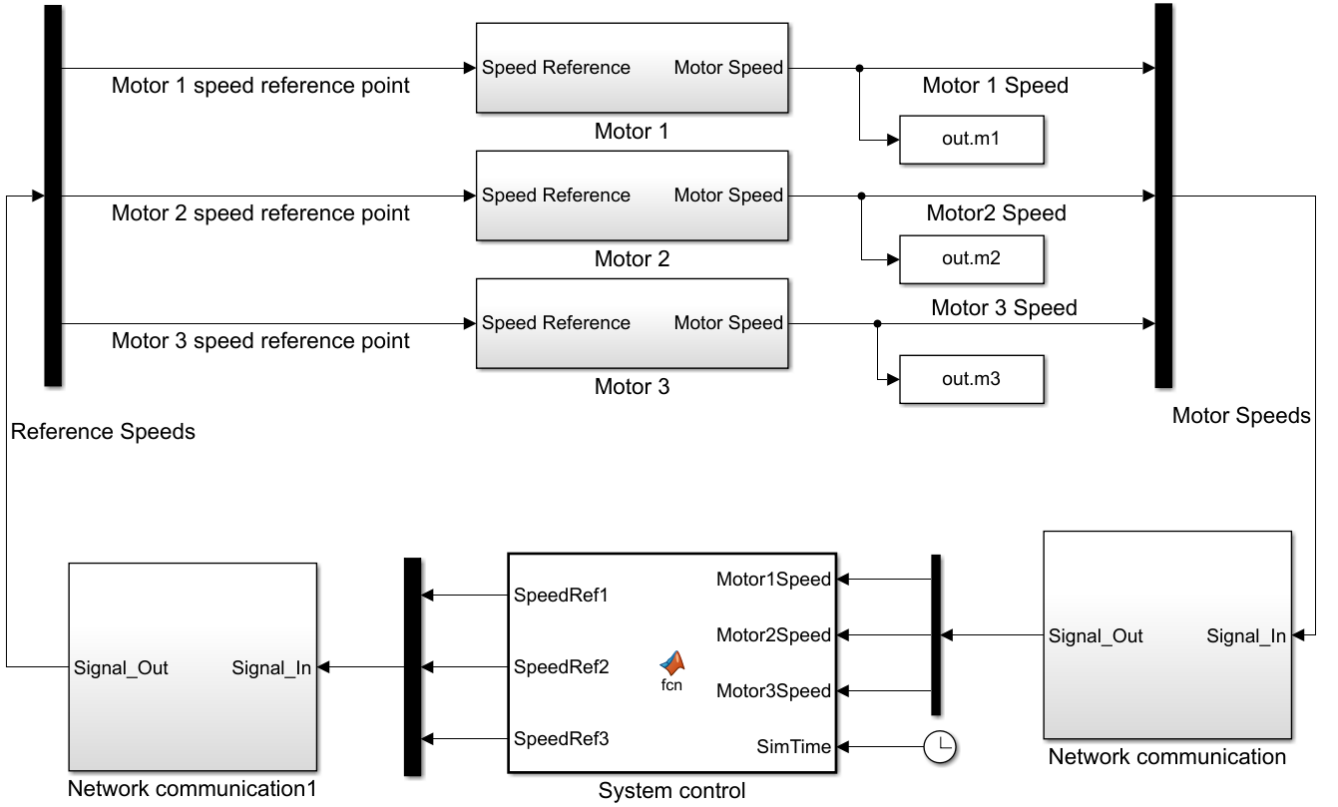 Speed Reference Motor Speed
Motor 1 speed reference point
Motor 1 Speed
Motor 1
out.m1
Speed Reference Motor Speed
Motor 2 speed reference point
Motor2 Speed
Motor 2
out.m2
Speed Reference Motor Speed
Motor 3 Speed
Motor 3 speed reference point
Motor 3
out.m3
Reference Speeds
Motor Speeds
Signal_Out Signal_In
Network communication1
SpeedRef1
SpeedRef2
SpeedRef3
fcn
Motor1Speed
Motor2Speed
Motor3Speed
SimTime
System control
Signal_Out Signal_In
Network communication